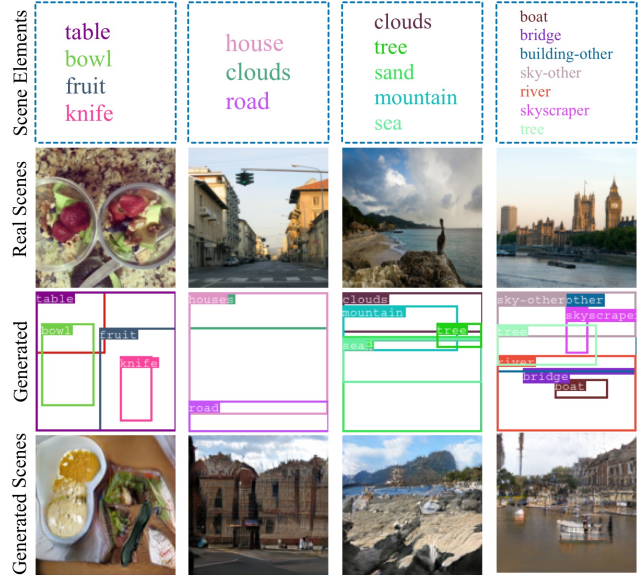 Scene Elements
table
bowl
fruit
knife
house
clouds
road
clouds
tree
sand
mountain
sea
boat
bridge
building-other
sky-other
river
skyscraper
tree
Real Scenes
Generated
table
bowl
fruit
knife
houses
road
clouds
mountain
tree
sea
sky-other other
skyscraper
tree
river
bridge
boat
Generated Scenes